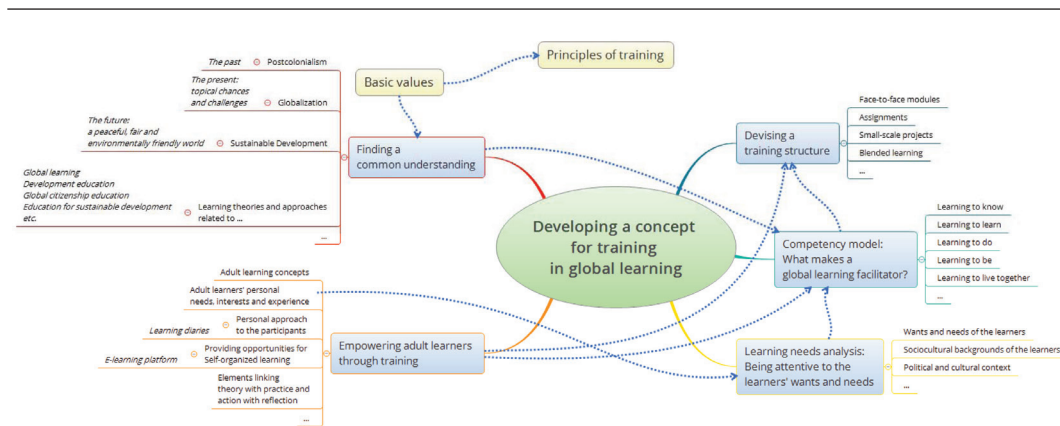 Principles of training
Basic values
The past
Postcolonialism
The present:
topical chances
and challenges
Globalization
The future:
a peaceful, fair and
environmentally friendly world
Sustainable Development
Global learning
Development education
Global citizenship education
Education for sustainable development
etc.
Learning theories and approaches
related to ...
...
Finding a
common understanding
Developing a concept
for training
in global learning
Devising a
training structure
Face-to-face modules
Assignments
Small-scale projects
Blended learning
...
Competency model:
What makes a
global learning facilitator?
Learning to know
Learning to learn
Learning to do
Learning to be
Learning to live together
...
Adult learning concepts
Adult learners' personal
needs, interests and experience
Learning diaries
Personal approach
to the participants
E-learning platform
Providing opportunities for
Self-organized learning
Elements linking
theory with practice and
action with reflection
...
Empowering adult learners
through training
Learning needs analysis:
Being attentive to the
learners' wants and needs
Wants and needs of the learners
Sociocultural backgrounds of the learners
Political and cultural context
...